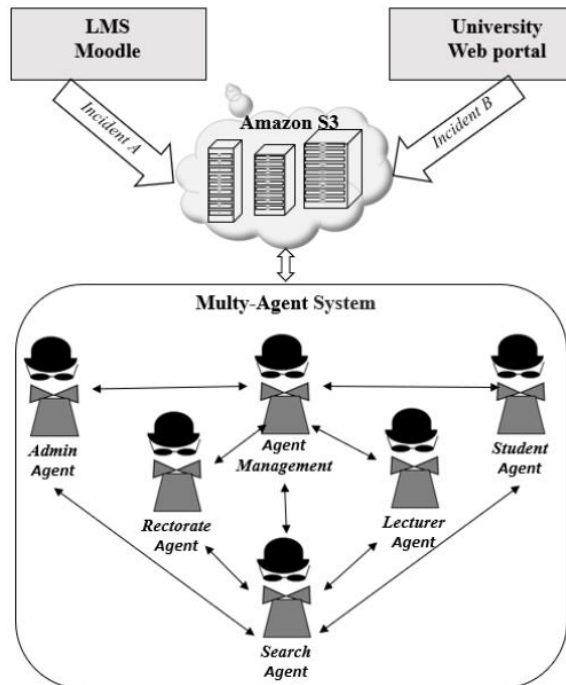 LMS
Moodle
University
Web portal
Incident A
Incident B
Amazon S3
Multy-Agent System
Admin
Agent
Agent
Management
Student
Agent
Rectorate
Agent
Lecturer
Agent
Search
Agent